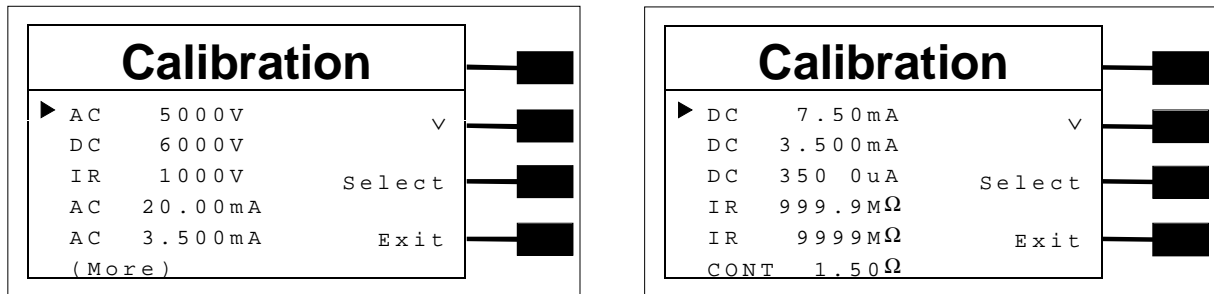 Calibration
AC 5000V
∨
DC 6000V
IR 1000V
Select
AC 20.00mA
AC 3.500mA
Exit
(More)
Calibration
DC 7.50mA
∨
DC 3.500mA
DC 350 0uA
Select
IR 999.9MΩ
IR 9999MΩ
Exit
CONT 1.50Ω